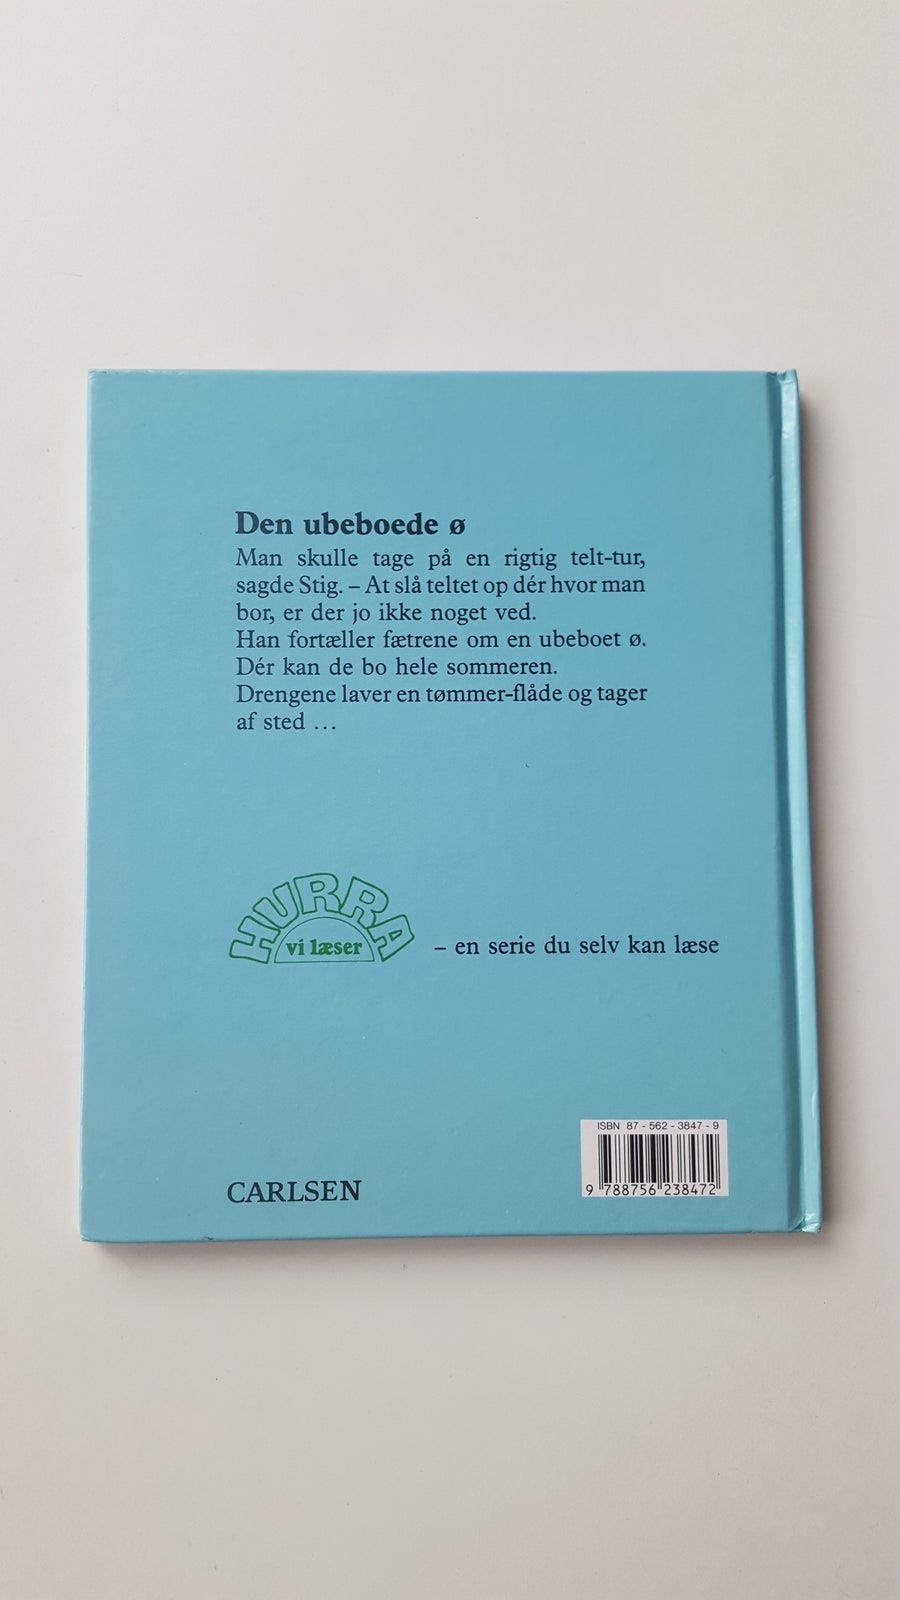 Den ubeboede ø
Man skulle tage på en rigtig telt-tur,
sagde Stig. – At slå teltet op dér hvor man
bor, er der jo ikke noget ved.
Han fortæller fætrene om en ubeboet ø.
Dér kan de bo hele sommeren.
Drengene laver en tømmer-flåde og tager
af sted ...
HURRA
vi læser
– en serie du selv kan læse
ISBN 87 - 562 - 3847 - 9
9 788756 238472
CARLSEN